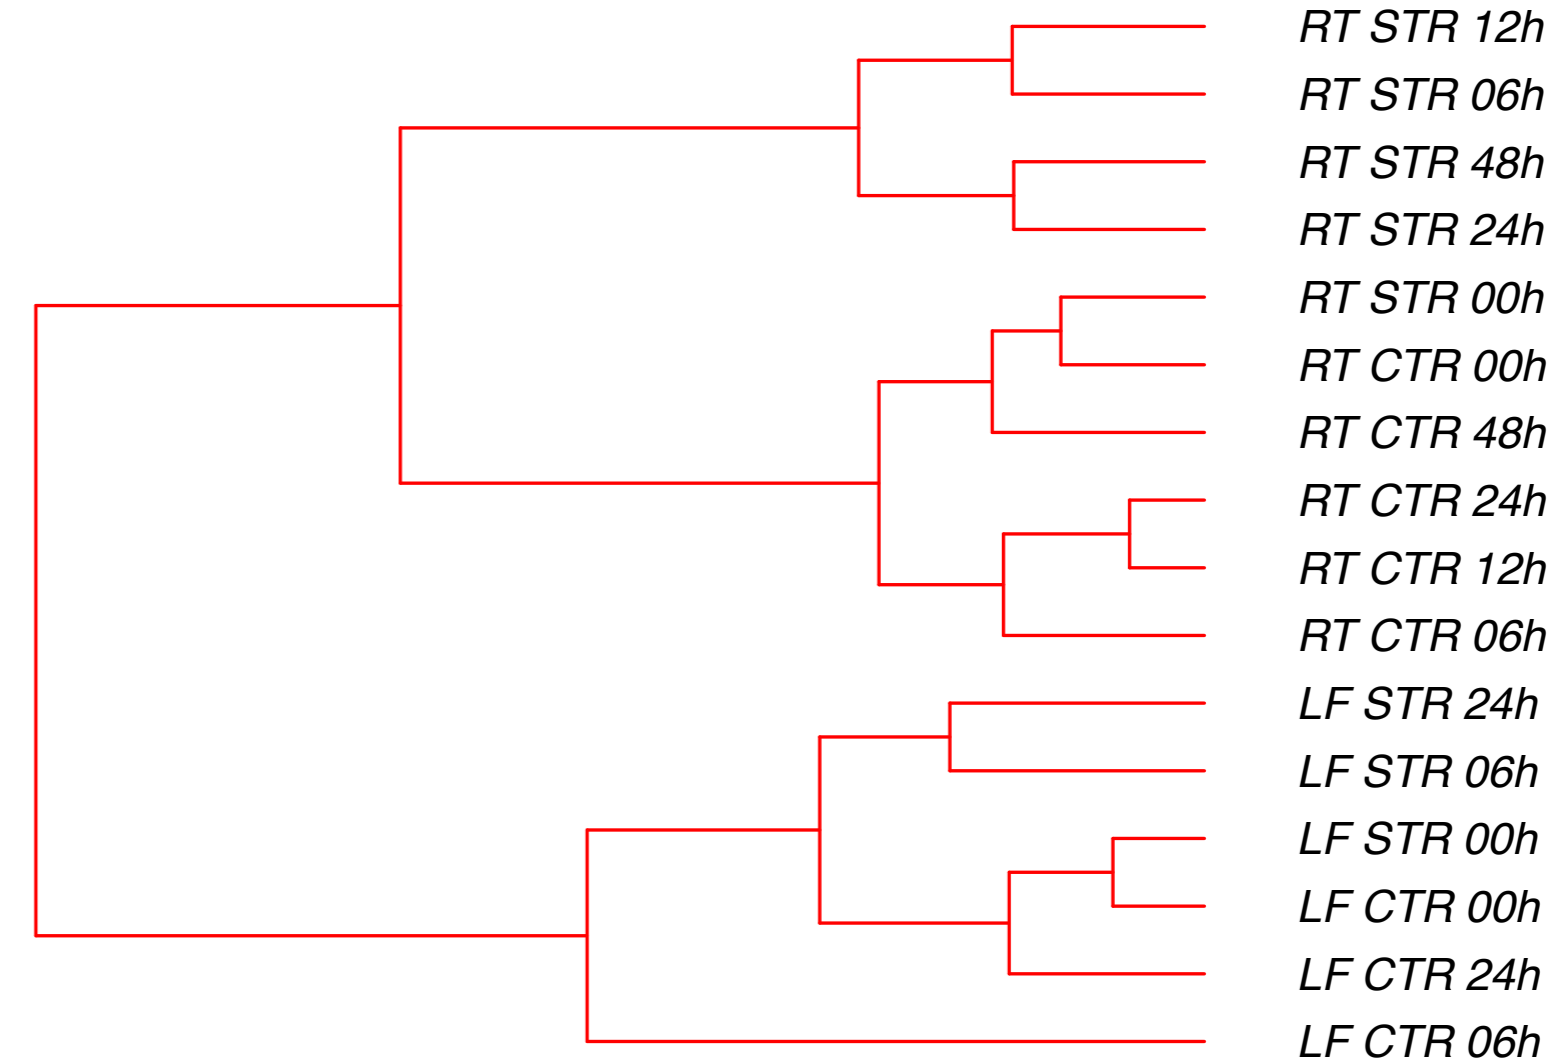 RT STR 12h
RT STR 06h
RT STR 48h
RT STR 24h
RT STR 00h
RT CTR 00h
RT CTR 48h
RT CTR 24h
RT CTR 12h
RT CTR 06h
LF STR 24h
LF STR 06h
LF STR 00h
LF CTR 00h
LF CTR 24h
LF CTR 06h